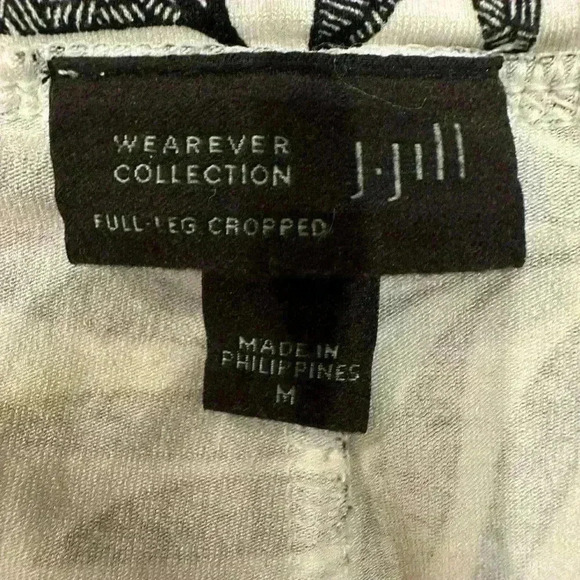 WEAREVER
COLLECTION
J.Jill
FULL-LEG CROPPED
MADE IN
PHILIPPINES
M